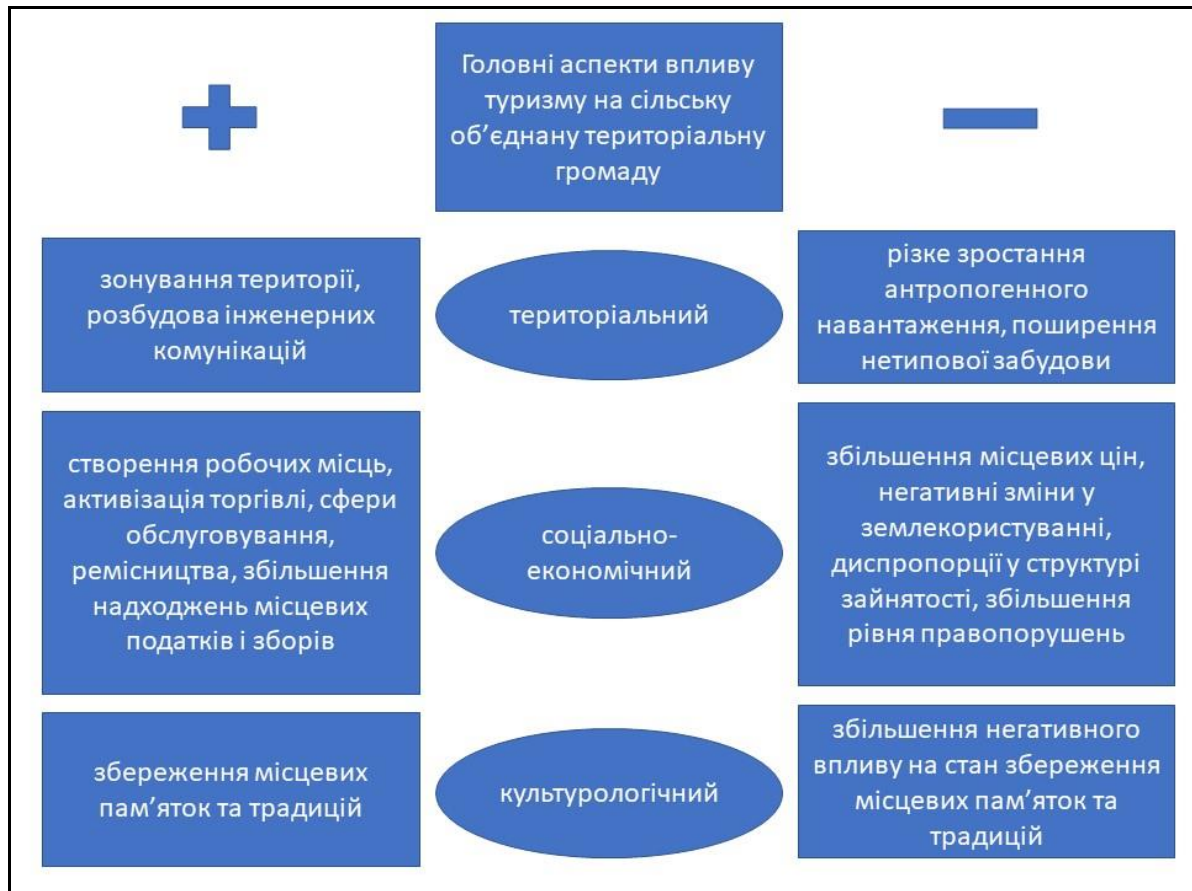 Головні аспекти впливу
туризму на сільську
об’єднану територіальну
громаду
зонування території,
розбудова інженерних
комунікацій
територіальний
різке зростання
антропогенного
навантаження, поширення
нетипової забудови
створення робочих місць,
активізація торгівлі, сфери
обслуговування,
ремісництва, збільшення
надходжень місцевих
податків і зборів
соціально-
економічний
збільшення місцевих цін,
негативні зміни у
землекористуванні,
диспропорції у структурі
зайнятості, збільшення
рівня правопорушень
збереження місцевих
пам’яток та традицій
культурологічний
збільшення негативного
впливу на стан збереження
місцевих пам’яток та
традицій